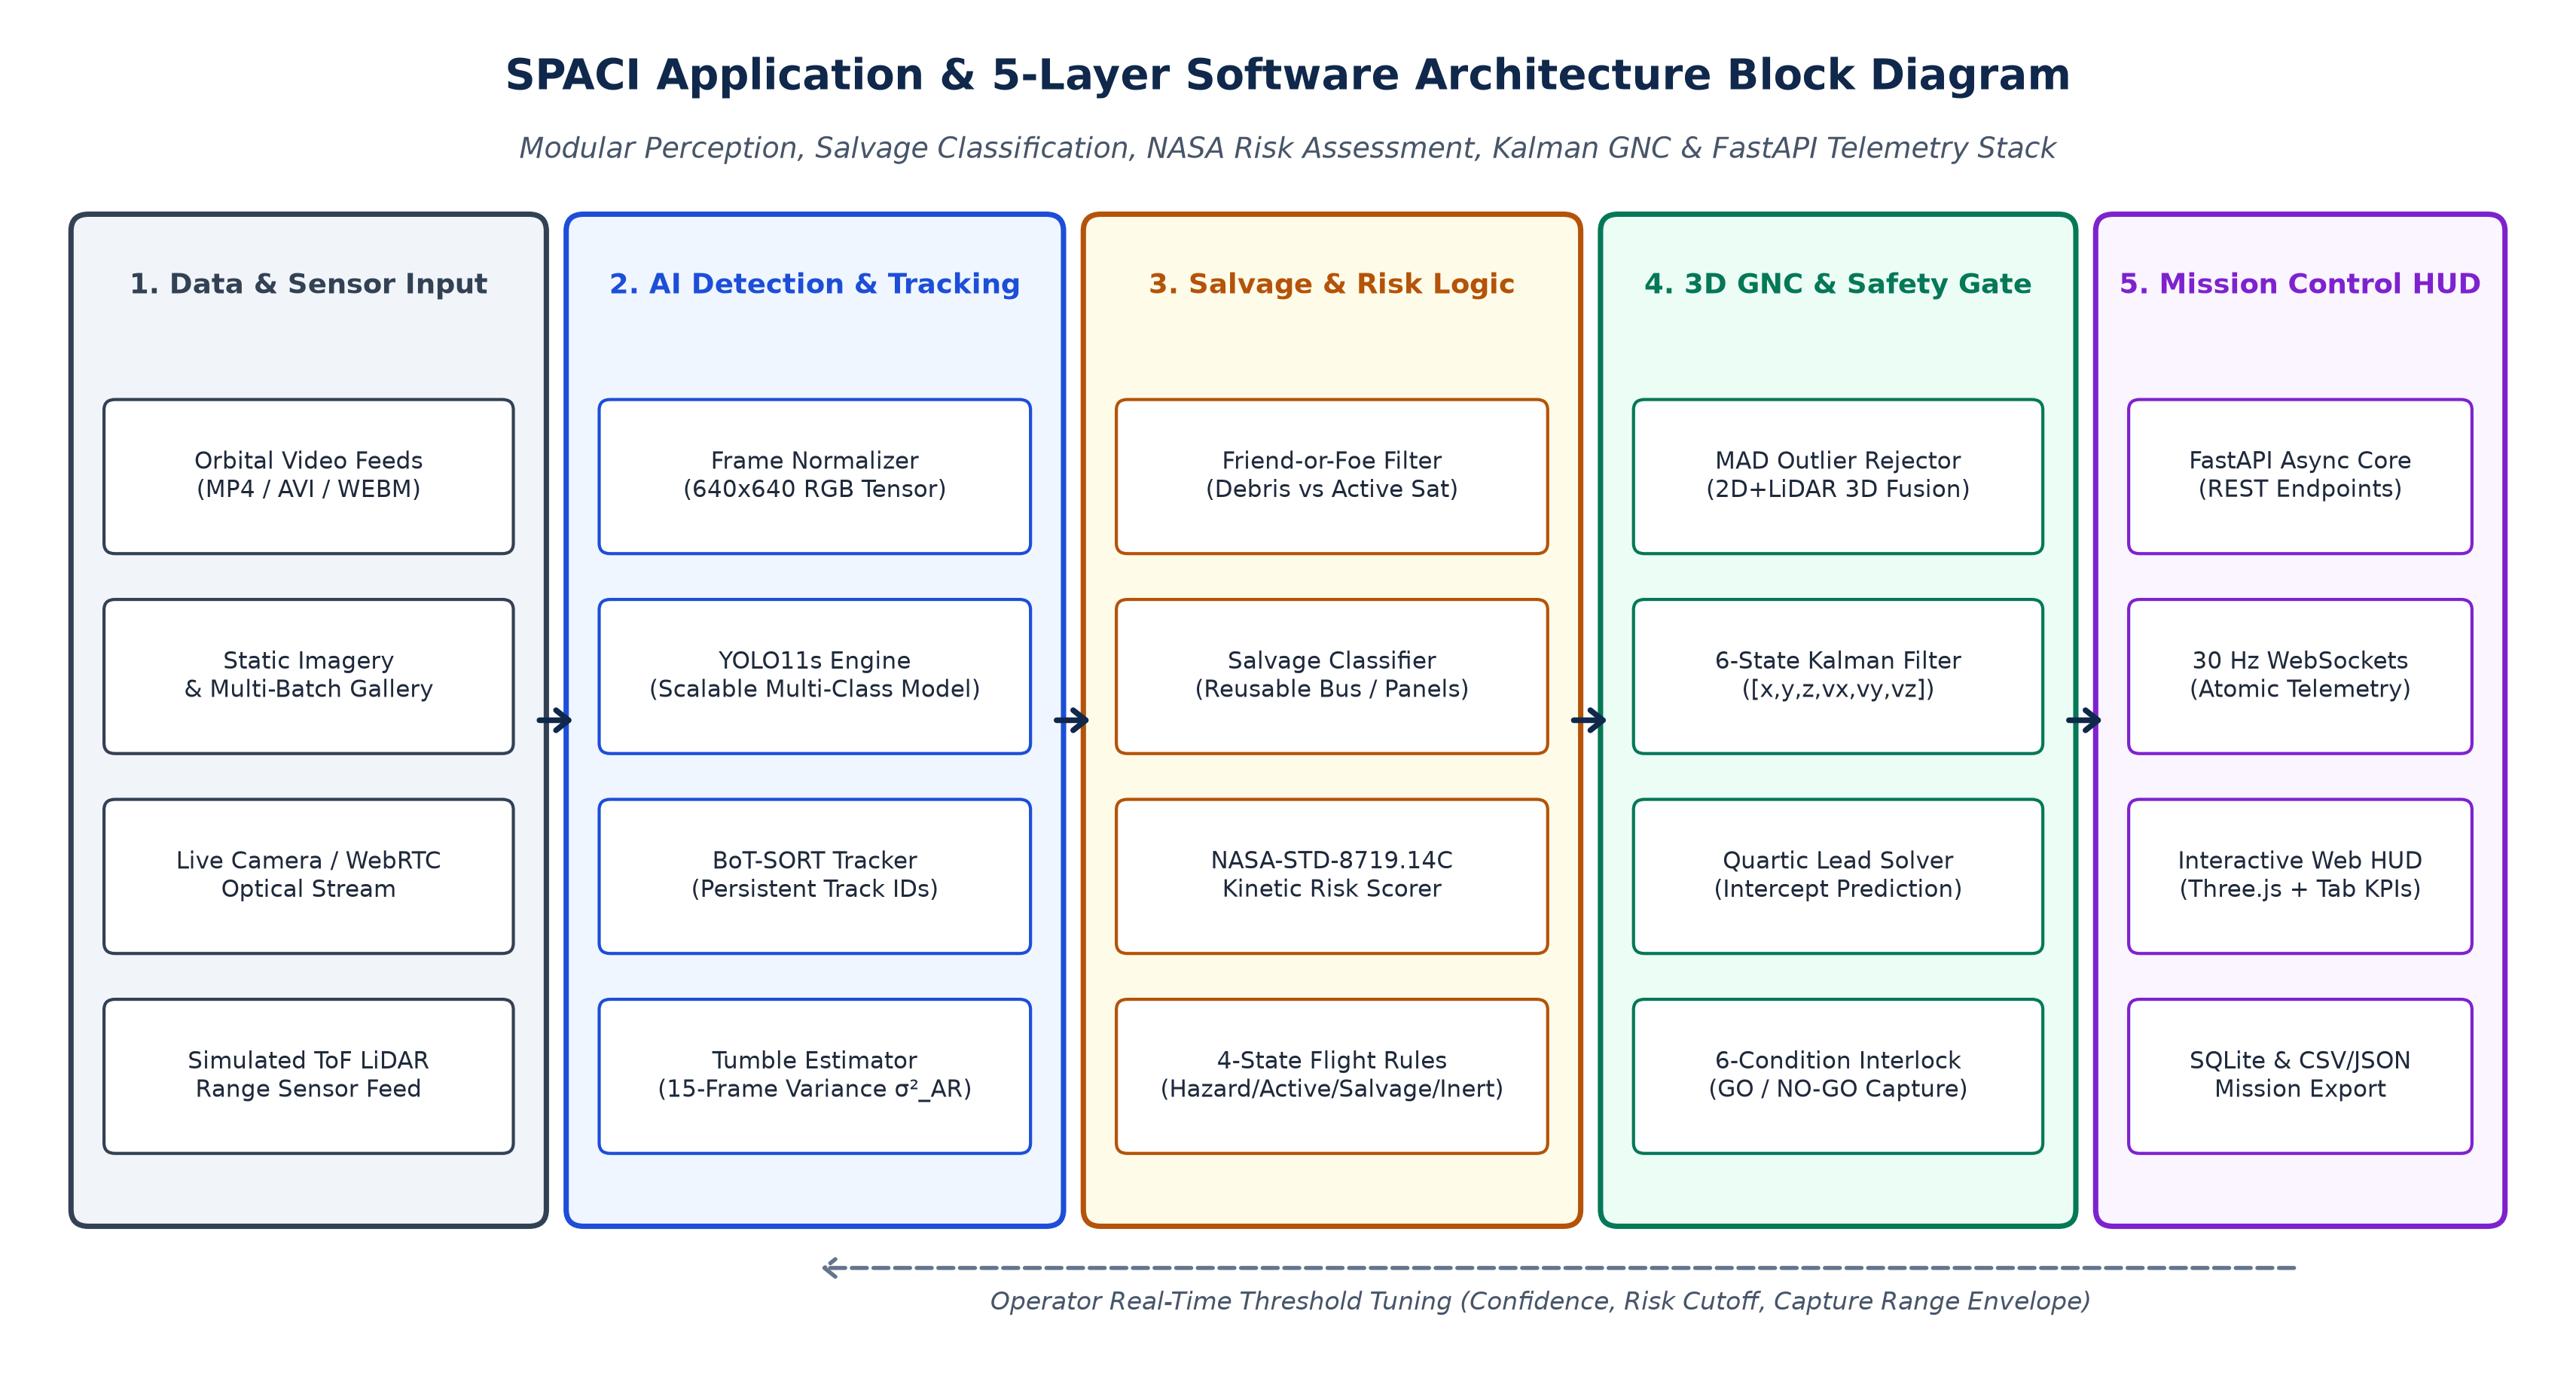 SPACI Application & 5-Layer Software Architecture Block Diagram
Modular Perception, Salvage Classification, NASA Risk Assessment, Kalman GNC & FastAPI Telemetry Stack
1. Data & Sensor Input
Orbital Video Feeds
(MP4 / AVI / WEBM)
Static Imagery
& Multi-Batch Gallery
Live Camera / WebRTC
Optical Stream
Simulated ToF LiDAR
Range Sensor Feed
2. AI Detection & Tracking
Frame Normalizer
(640x640 RGB Tensor)
YOLO11s Engine
(Scalable Multi-Class Model)
BoT-SORT Tracker
(Persistent Track IDs)
Tumble Estimator
(15-Frame Variance σ²_AR)
3. Salvage & Risk Logic
Friend-or-Foe Filter
(Debris vs Active Sat)
Salvage Classifier
(Reusable Bus / Panels)
NASA-STD-8719.14C
Kinetic Risk Scorer
4-State Flight Rules
(Hazard/Active/Salvage/Inert)
4. 3D GNC & Safety Gate
MAD Outlier Rejector
(2D+LiDAR 3D Fusion)
6-State Kalman Filter
([x,y,z,vx,vy,vz])
Quartic Lead Solver
(Intercept Prediction)
6-Condition Interlock
(GO / NO-GO Capture)
5. Mission Control HUD
FastAPI Async Core
(REST Endpoints)
30 Hz WebSockets
(Atomic Telemetry)
Interactive Web HUD
(Three.js + Tab KPIs)
SQLite & CSV/JSON
Mission Export
Operator Real-Time Threshold Tuning (Confidence, Risk Cutoff, Capture Range Envelope)